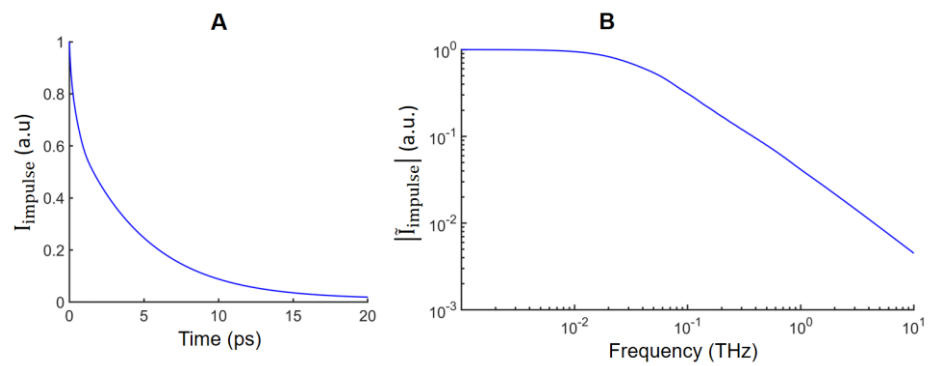 A
I_impulse (a.u)
1
0.8
0.6
0.4
0.2
0
0 5 10 15 20
Time (ps)
B
|Ĩ_impulse| (a.u.)
10^0
10^-1
10^-2
10^-3
10^-2 10^-1 10^0 10^1
Frequency (THz)